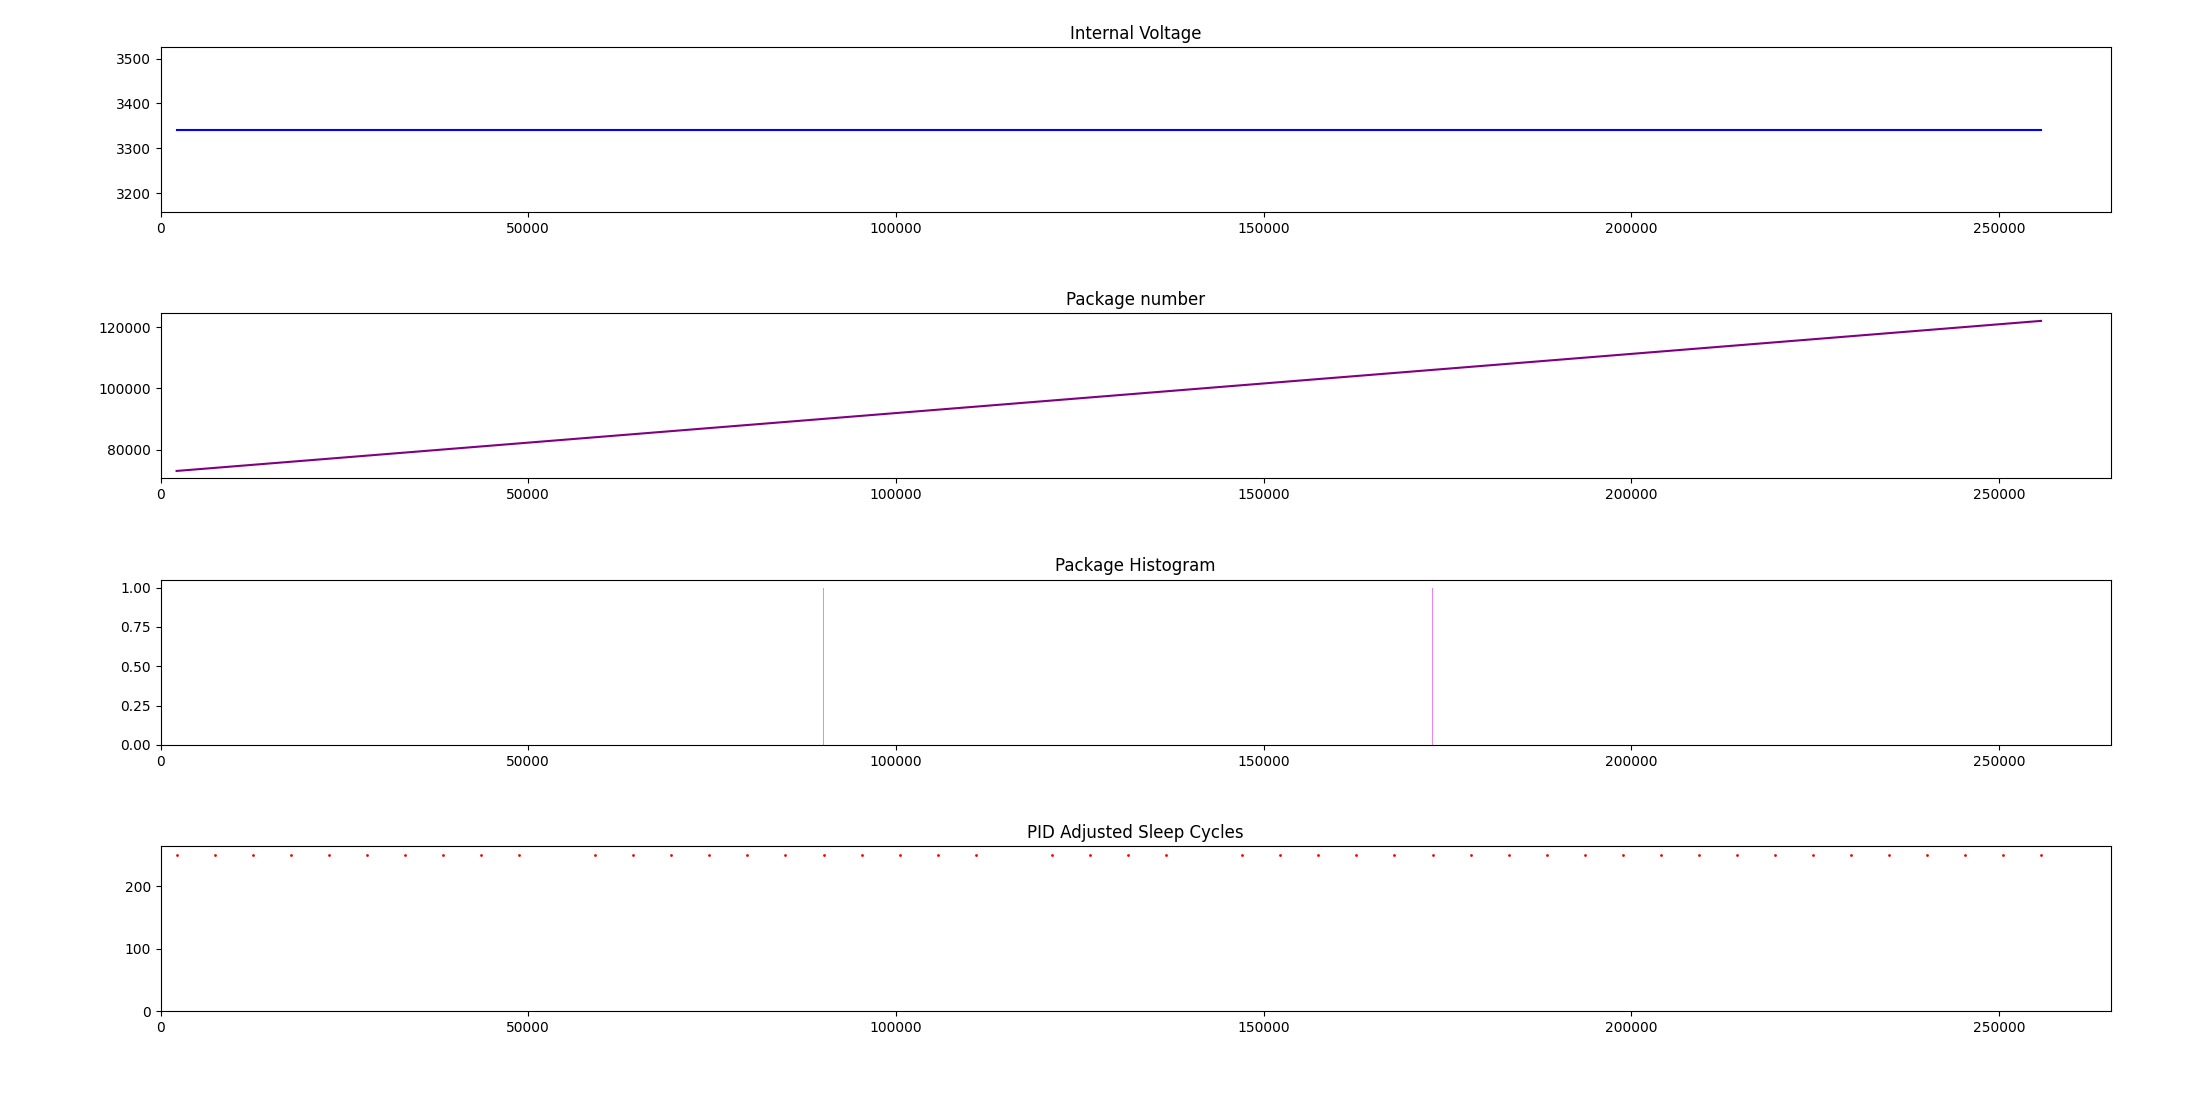 Internal Voltage
3500
3400
3300
3200
0 50000 100000 150000 200000 250000
Package number
120000
100000
80000
0 50000 100000 150000 200000 250000
Package Histogram
1.00
0.75
0.50
0.25
0.00
0 50000 100000 150000 200000 250000
PID Adjusted Sleep Cycles
200
100
0
0 50000 100000 150000 200000 250000